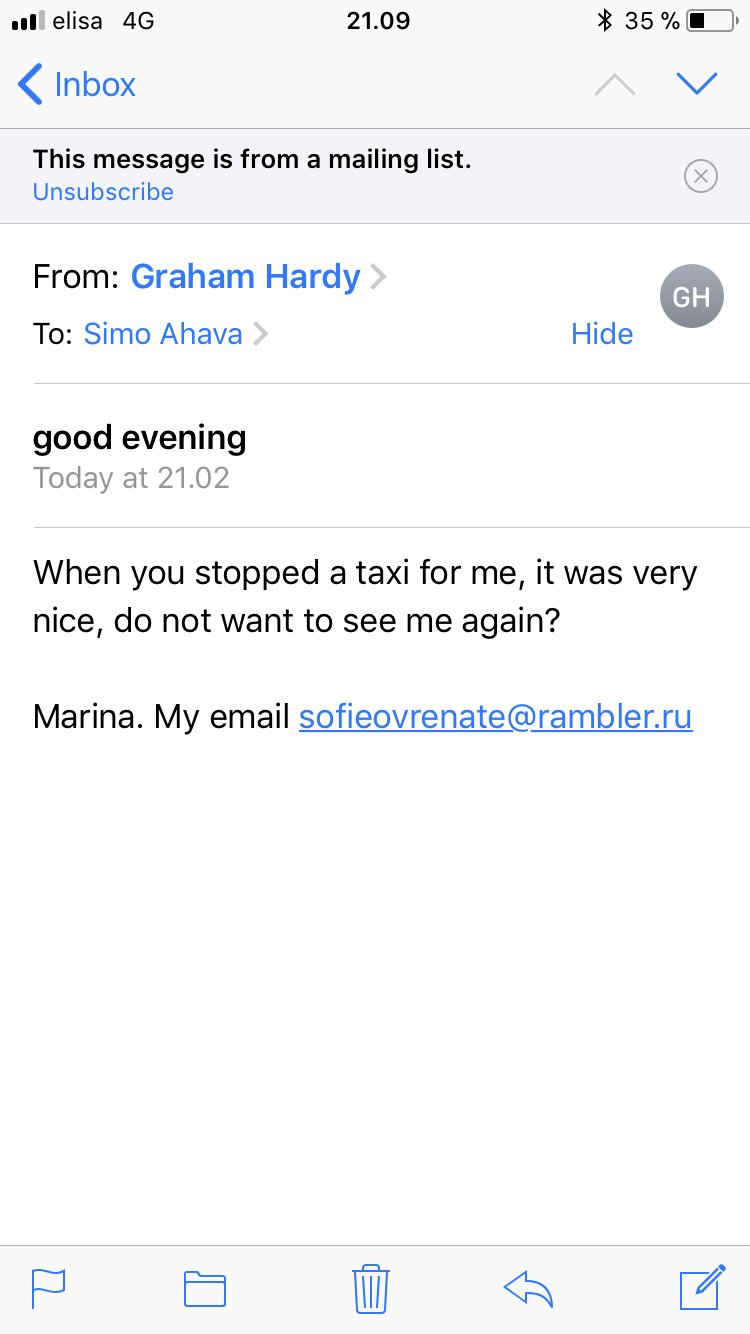 elisa 4G 21.09 35 %
Inbox
This message is from a mailing list.
Unsubscribe
From: Graham Hardy
GH
To: Simo Ahava Hide
good evening
Today at 21.02
When you stopped a taxi for me, it was very
nice, do not want to see me again?
Marina. My email sofieovrenate@rambler.ru